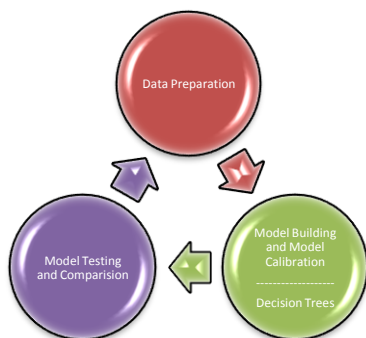 Data Preparation
Model Building
and Model
Calibration
-------------------
Decision Trees
Model Testing
and Comparision